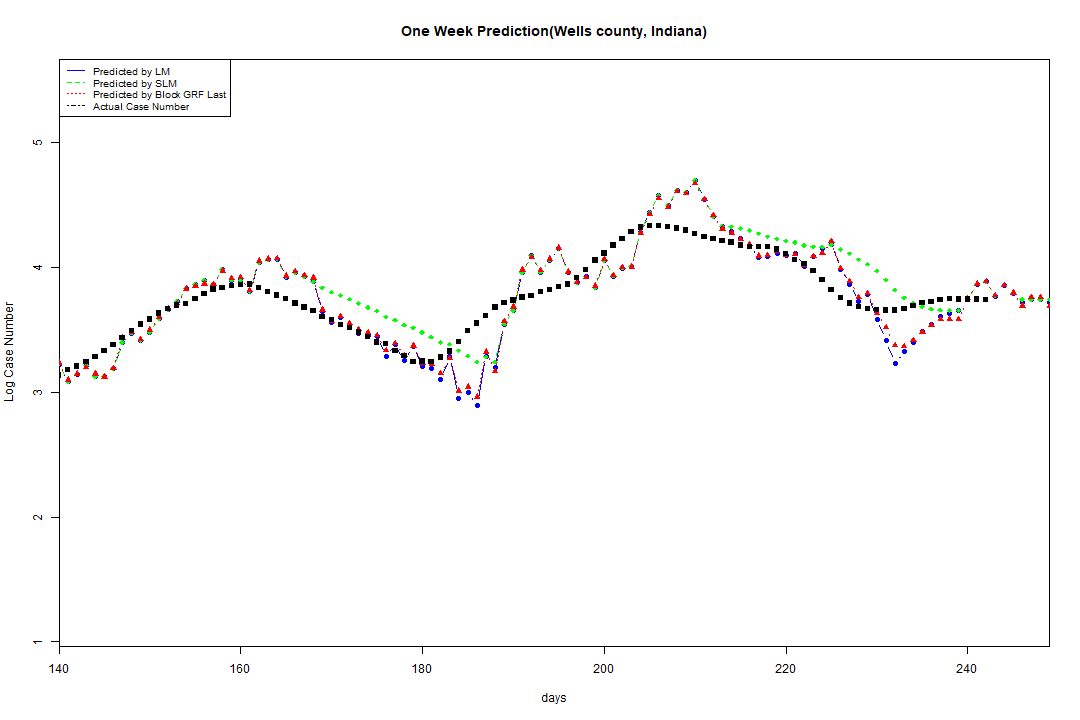 One Week Prediction(Wells county, Indiana)
Predicted by LM
Predicted by SLM
Predicted by Block GRF Last
Actual Case Number
5
4
3
2
1
Log Case Number
140 160 180 200 220 240
days